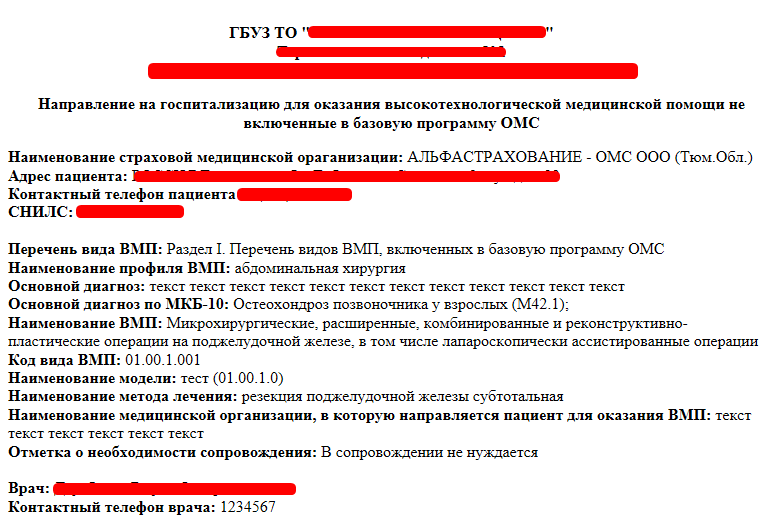 ГБУЗ ТО " "
Направление на госпитализацию для оказания высокотехнологической медицинской помощи не
включенные в базовую программу ОМС
Наименование страховой медицинской ораганизации: АЛЬФАСТРАХОВАНИЕ - ОМС ООО (Тюм.Обл.)
Адрес пациента:
Контактный телефон пациента
СНИЛС:
Перечень вида ВМП: Раздел I. Перечень видов ВМП, включенных в базовую программу ОМС
Наименование профиля ВМП: абдоминальная хирургия
Основной диагноз: текст текст текст текст текст текст текст текст текст текст текст текст
Основной диагноз по МКБ-10: Остеохондроз позвоночника у взрослых (M42.1);
Наименование ВМП: Микрохирургические, расширенные, комбинированные и реконструктивно-
пластические операции на поджелудочной железе, в том числе лапароскопически ассистированные операции
Код вида ВМП: 01.00.1.001
Наименование модели: тест (01.00.1.0)
Наименование метода лечения: резекция поджелудочной железы субтотальная
Наименование медицинской организации, в которую направляется пациент для оказания ВМП: текст
текст текст текст текст текст
Отметка о необходимости сопровождения: В сопровождении не нуждается
Врач:
Контактный телефон врача: 1234567